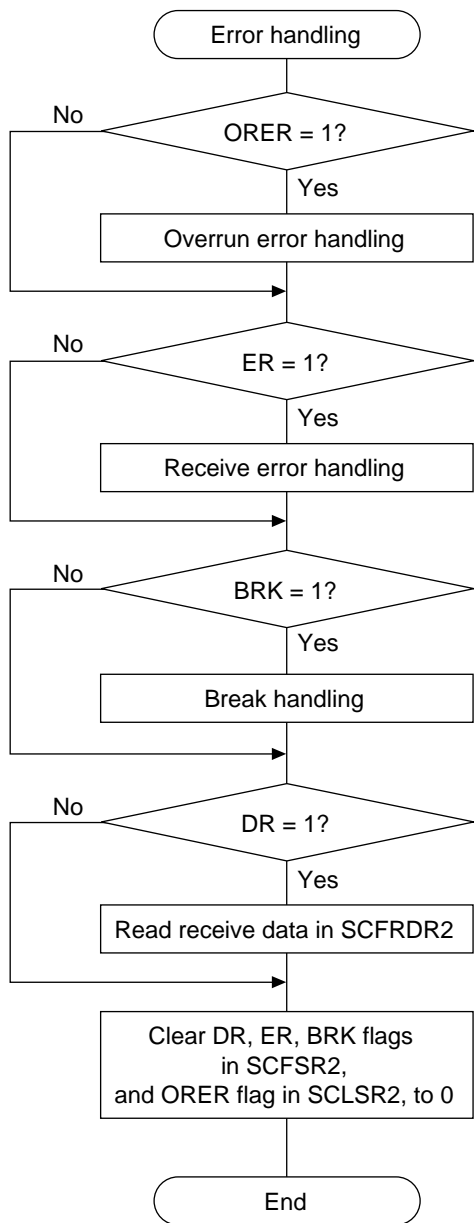 Error handling
No
ORER = 1?
Yes
Overrun error handling
No
ER = 1?
Yes
Receive error handling
No
BRK = 1?
Yes
Break handling
No
DR = 1?
Yes
Read receive data in SCFRDR2
Clear DR, ER, BRK flags
in SCFSR2,
and ORER flag in SCLSR2, to 0
End